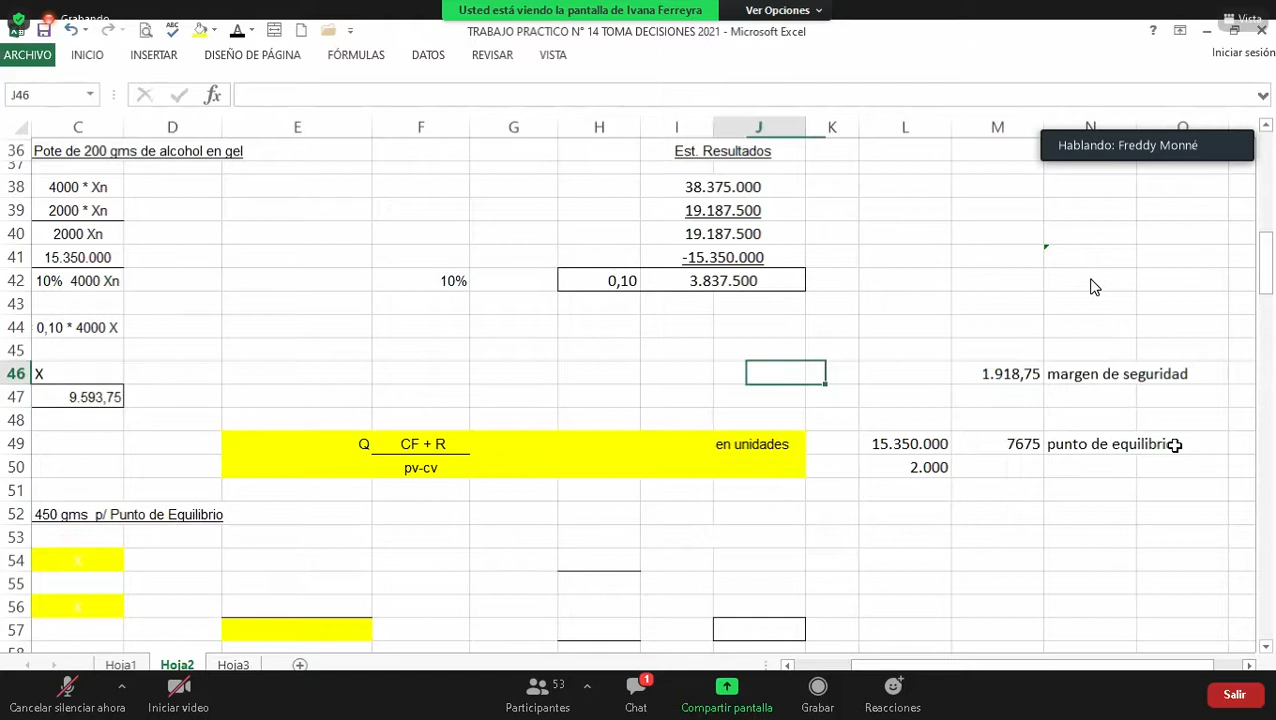 Grabando
Usted está viendo la pantalla de Ivana Ferreyra
Ver Opciones
Vista
TRABAJO PRACTICO N° 14 TOMA DECISIONES 2021 - Microsoft Excel
ARCHIVO INICIO INSERTAR DISEÑO DE PÁGINA FÓRMULAS DATOS REVISAR VISTA
Iniciar sesión
J46 fx
C D E F G H I J K L M N O
Hablando: Freddy Monné
36 Pote de 200 gms de alcohol en gel Est. Resultados
37
38 4000 * Xn 38.375.000
39 2000 * Xn 19.187.500
40 2000 Xn 19.187.500
41 15.350.000 -15.350.000
42 10% 4000 Xn 10% 0,10 3.837.500
43
44 0,10 * 4000 X
45
46 X 1.918,75 margen de seguridad
47 9.593,75
48
49 Q CF + R en unidades 15.350.000 7675 punto de equilibrio
50 pv-cv 2.000
51
52 450 gms p/ Punto de Equilibrio
53
54 X
55
56 X
57
58
Hoja1 Hoja2 Hoja3
Cancelar silenciar ahora
Iniciar video
53
Participantes
1
Chat
Compartir pantalla
Grabar
Reacciones
Salir